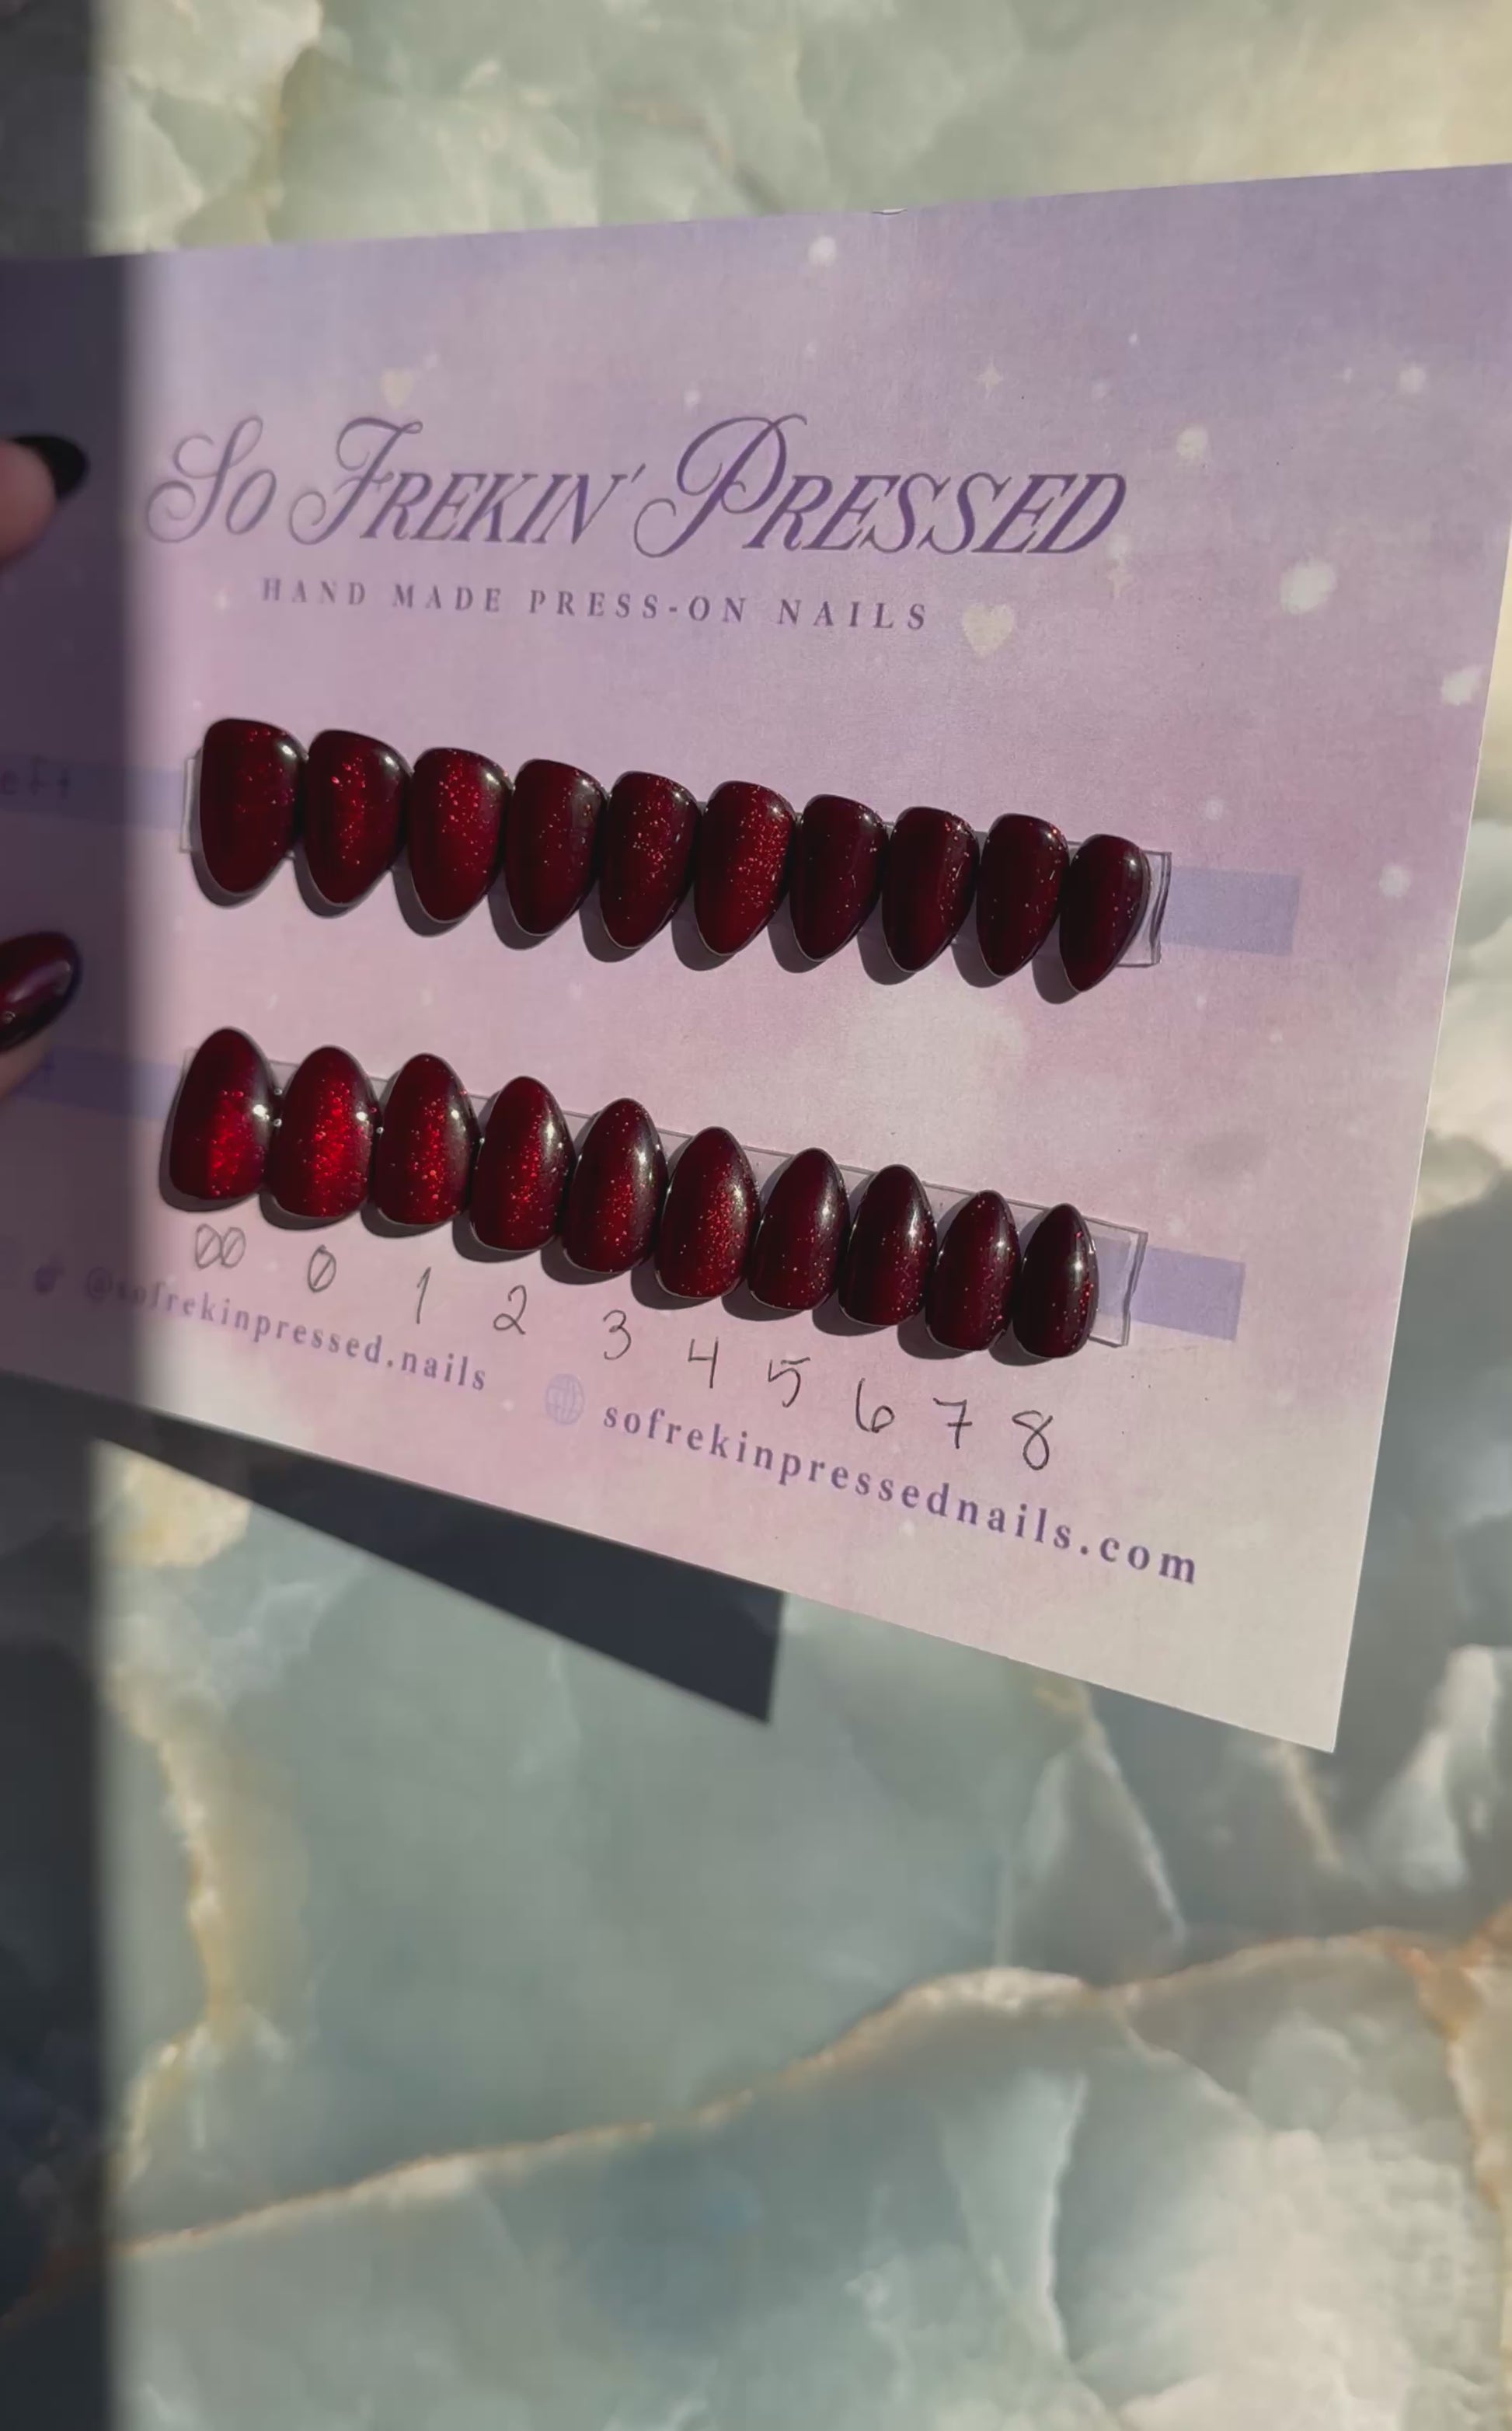 So Frekin' Pressed
HAND MADE PRESS-ON NAILS
00 0 1 2 3 4 5 6 7 8
@sofrekinpressed.nails
sofrekinpressednails.com